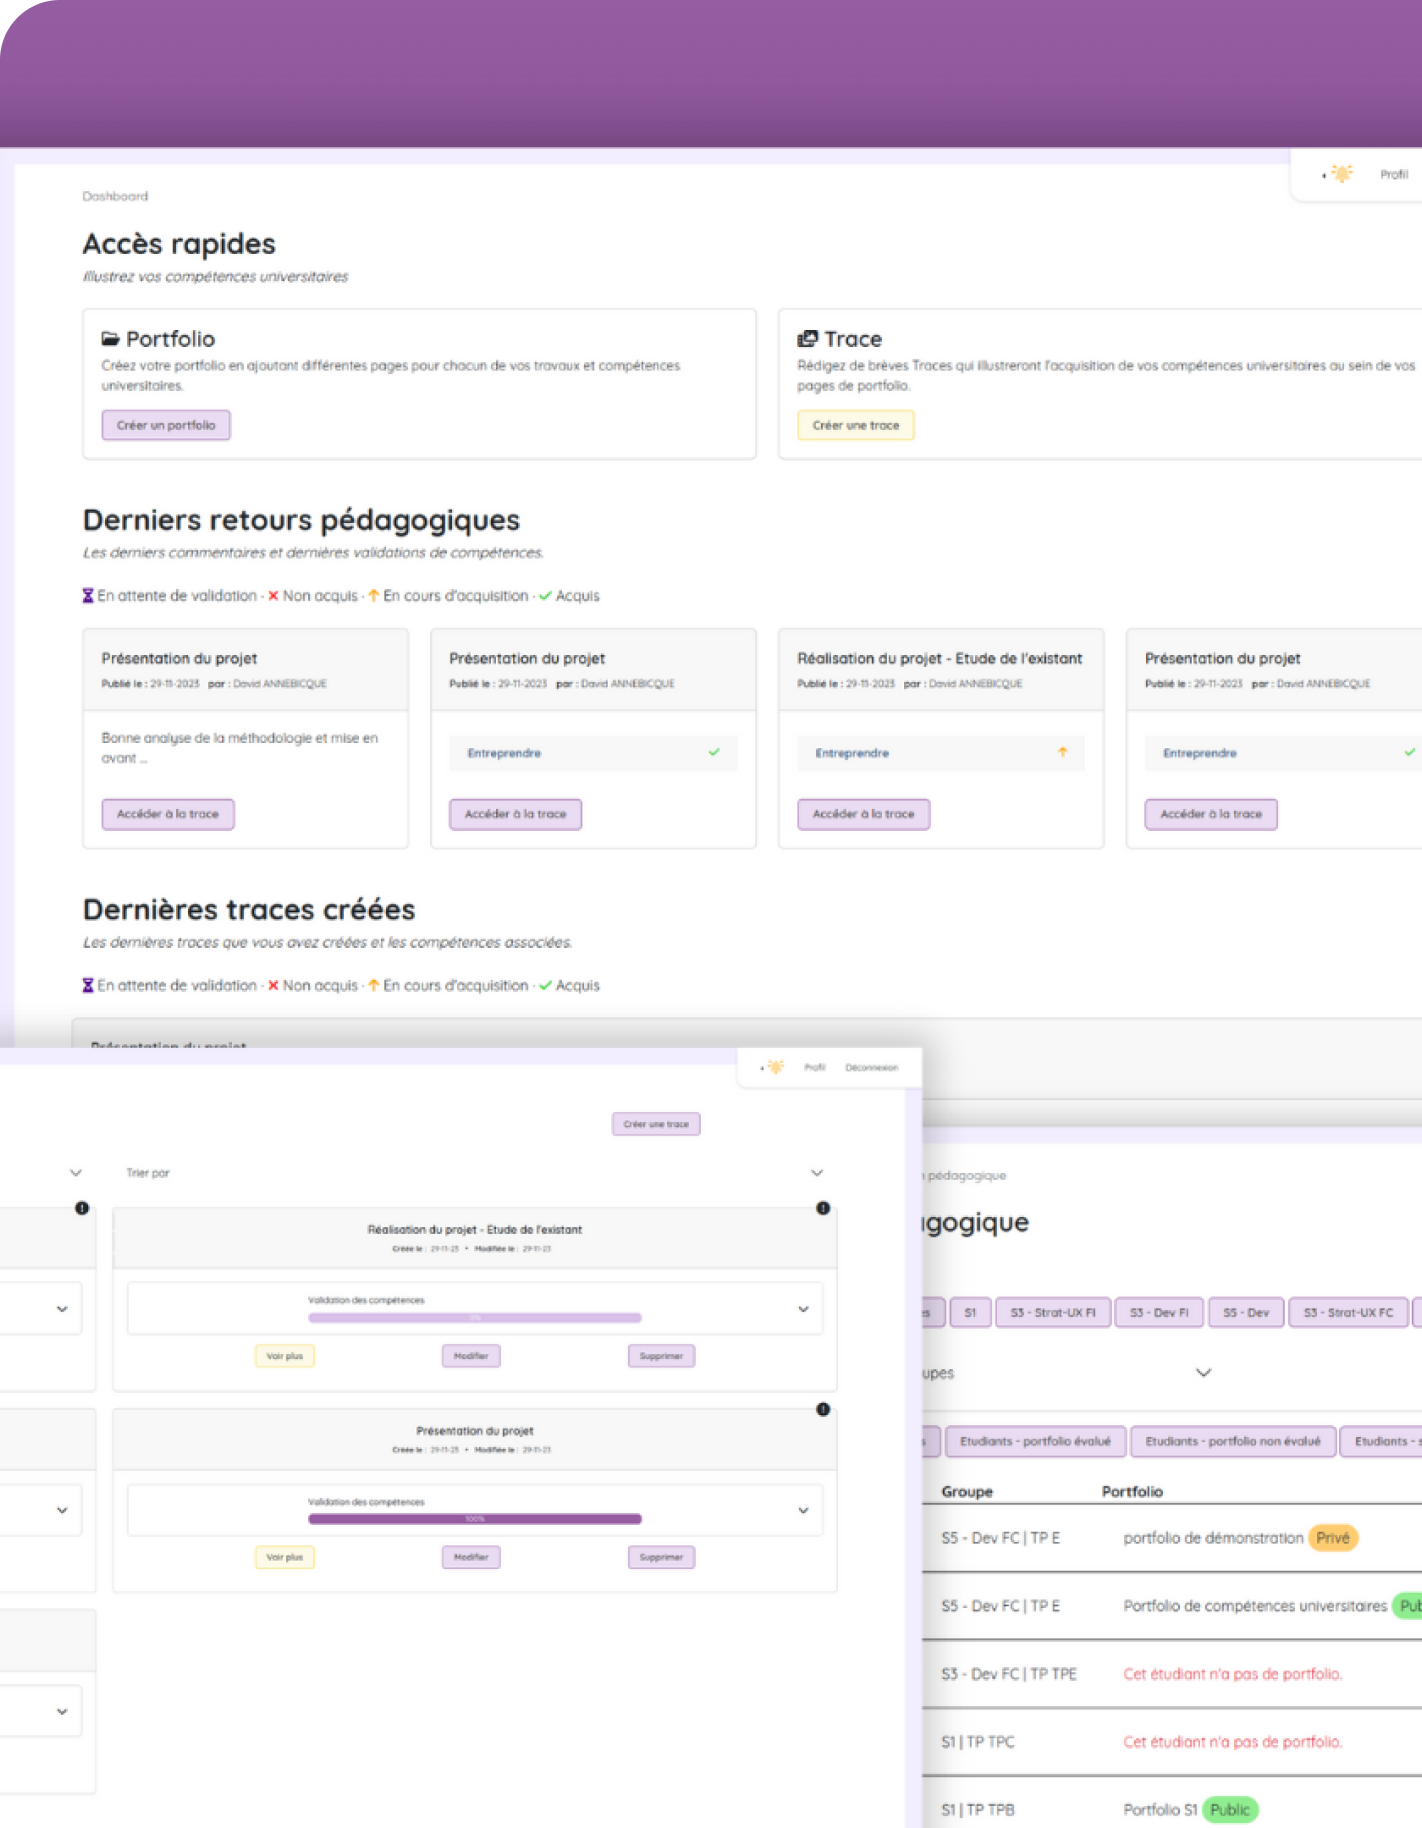 Profil
Dashboard
Accès rapides
Illustrez vos compétences universitaires
Portfolio
Créez votre portfolio en ajoutant différentes pages pour chacun de vos travaux et compétences
universitaires.
Créer un portfolio
Trace
Rédigez de brèves Traces qui illustreront l'acquisition de vos compétences universitaires au sein de vos
pages de portfolio.
Créer une trace
Derniers retours pédagogiques
Les derniers commentaires et dernières validations de compétences.
En attente de validation · Non acquis · En cours d'acquisition · Acquis
Présentation du projet
Publié le : 29-11-2023 par : David ANNEBICQUE
Bonne analyse de la méthodologie et mise en
avant ...
Accéder à la trace
Présentation du projet
Publié le : 29-11-2023 par : David ANNEBICQUE
Entreprendre
Accéder à la trace
Réalisation du projet - Etude de l'existant
Publié le : 29-11-2023 par : David ANNEBICQUE
Entreprendre
Accéder à la trace
Présentation du projet
Publié le : 29-11-2023 par : David ANNEBICQUE
Entreprendre
Accéder à la trace
Dernières traces créées
Les dernières traces que vous avez créées et les compétences associées.
En attente de validation · Non acquis · En cours d'acquisition · Acquis
Présentation du projet
Profil Déconnexion
Créer une trace
Trier par
Réalisation du projet - Etude de l'existant
Créée le : 29-11-23 • Modifiée le : 29-11-23
Validation des compétences
Voir plus Modifier Supprimer
Présentation du projet
Créée le : 29-11-23 • Modifiée le : 29-11-23
Validation des compétences
100%
Voir plus Modifier Supprimer
pédagogique
gogique
S1 S3 - Strat-UX FI S3 - Dev FI S5 - Dev S3 - Strat-UX FC
upes
Etudiants - portfolio évalué Etudiants - portfolio non évalué Etudiants - s
Groupe Portfolio
S5 - Dev FC | TP E portfolio de démonstration Privé
S5 - Dev FC | TP E Portfolio de compétences universitaires Pub
S3 - Dev FC | TP TPE Cet étudiant n'a pas de portfolio.
S1 | TP TPC Cet étudiant n'a pas de portfolio.
S1 | TP TPB Portfolio S1 Public